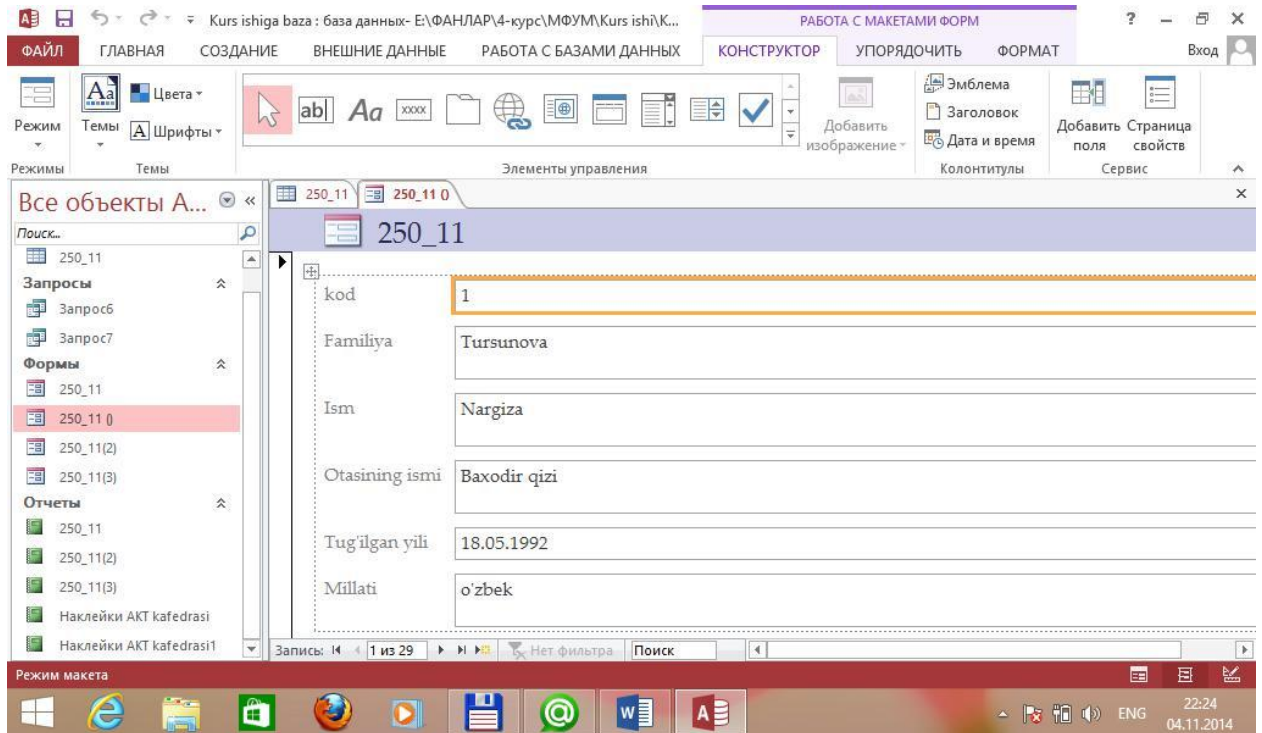 Kurs ishiga baza : база данных- E:\ФАНЛАР\4-курс\МФУМ\Kurs ishi\K...
РАБОТА С МАКЕТАМИ ФОРМ
?
ФАЙЛ ГЛАВНАЯ СОЗДАНИЕ ВНЕШНИЕ ДАННЫЕ РАБОТА С БАЗАМИ ДАННЫХ КОНСТРУКТОР УПОРЯДОЧИТЬ ФОРМАТ Вход
Режим
Темы
Aa
Цвета
A Шрифты
ab Aa xxxx
Добавить
изображение
Эмблема
Заголовок
Дата и время
Добавить
поля
Страница
свойств
Режимы Темы Элементы управления Колонтитулы Сервис
Все объекты A...
Поиск...
250_11
Запросы
Запрос6
Запрос7
Формы
250_11
250_11 ()
250_11(2)
250_11(3)
Отчеты
250_11
250_11(2)
250_11(3)
Наклейки AKT kafedrasi
Наклейки AKT kafedrasi1
250_11 250_11 ()
250_11
kod 1
Familiya Tursunova
Ism Nargiza
Otasining ismi Baxodir qizi
Tug'ilgan yili 18.05.1992
Millati o'zbek
Запись: 1 из 29 Нет фильтра Поиск
Режим макета
ENG
22:24
04.11.2014